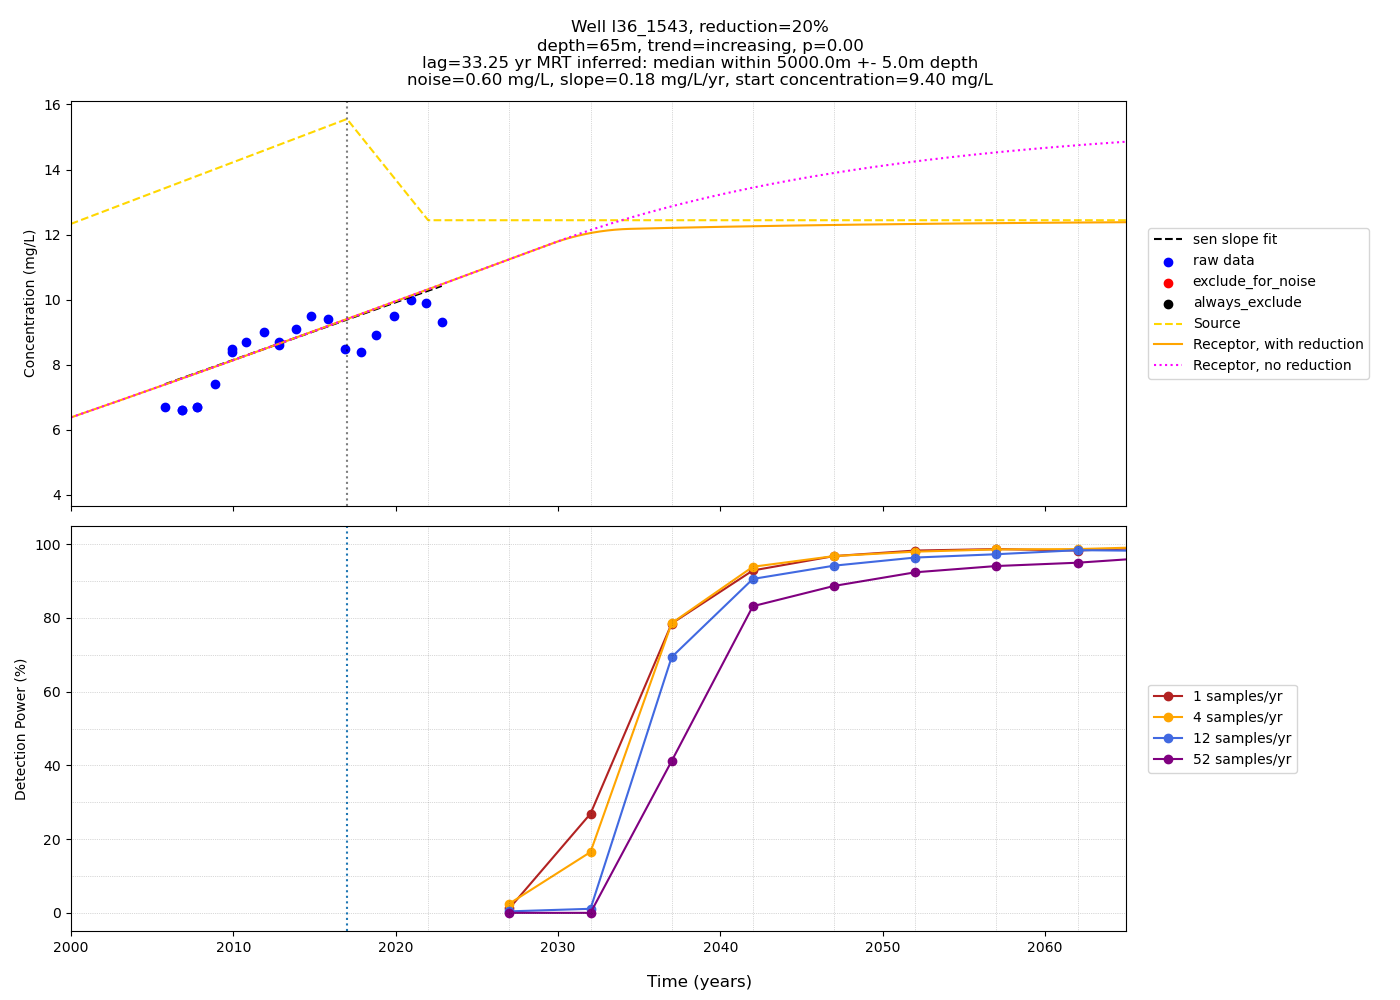 Well l36_1543, reduction=20%
depth=65m, trend=increasing, p=0.00
lag=33.25 yr MRT inferred: median within 5000.0m +- 5.0m depth
noise=0.60 mg/L, slope=0.18 mg/L/yr, start concentration=9.40 mg/L
16
14
12
10
8
6
4
Concentration (mg/L)
sen slope fit
raw data
exclude_for_noise
always_exclude
Source
Receptor, with reduction
Receptor, no reduction
100
80
60
40
20
0
Detection Power (%)
1 samples/yr
4 samples/yr
12 samples/yr
52 samples/yr
2000 2010 2020 2030 2040 2050 2060
Time (years)